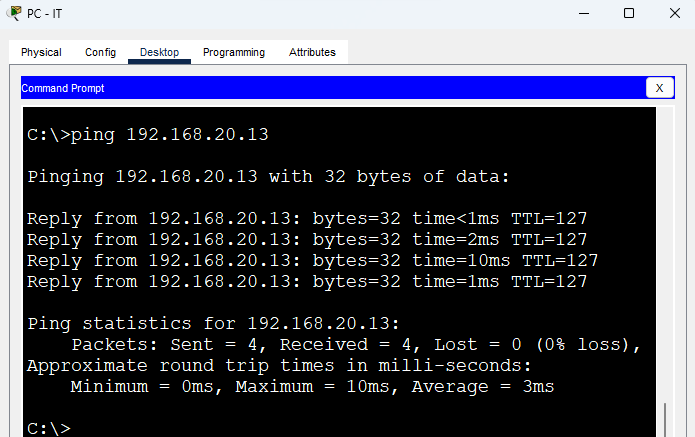 PC - IT
Physical Config Desktop Programming Attributes
Command Prompt X
C:\>ping 192.168.20.13
Pinging 192.168.20.13 with 32 bytes of data:
Reply from 192.168.20.13: bytes=32 time<1ms TTL=127
Reply from 192.168.20.13: bytes=32 time=2ms TTL=127
Reply from 192.168.20.13: bytes=32 time=10ms TTL=127
Reply from 192.168.20.13: bytes=32 time=1ms TTL=127
Ping statistics for 192.168.20.13:
    Packets: Sent = 4, Received = 4, Lost = 0 (0% loss),
Approximate round trip times in milli-seconds:
    Minimum = 0ms, Maximum = 10ms, Average = 3ms
C:\>